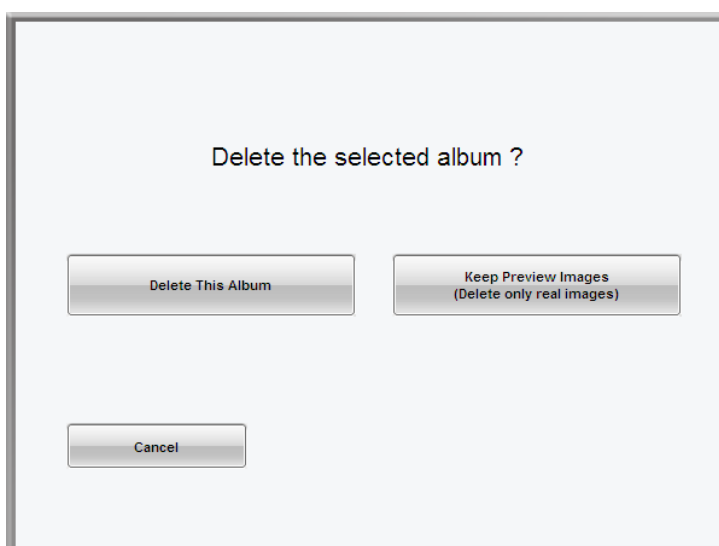 Delete the selected album ?
Delete This Album
Keep Preview Images
(Delete only real images)
Cancel